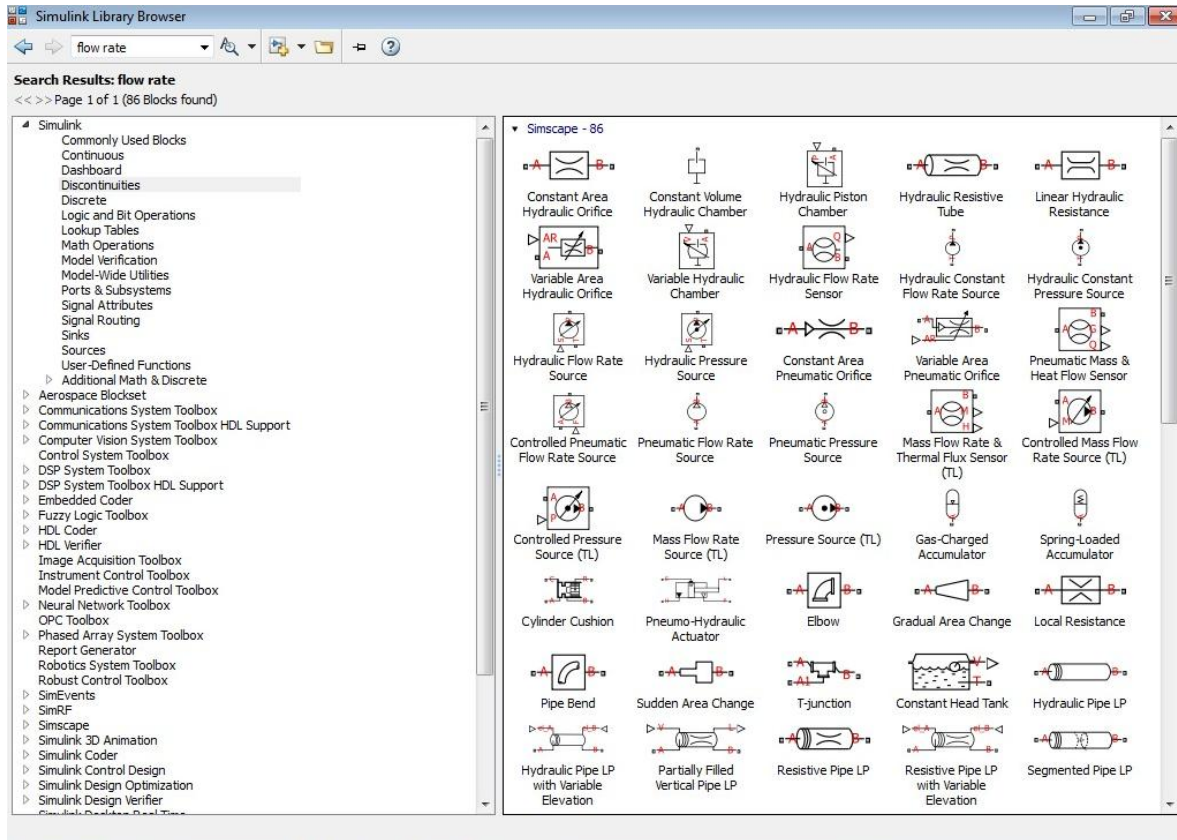 Simulink Library Browser
flow rate
Search Results: flow rate
<< >> Page 1 of 1 (86 Blocks found)
Simulink
Commonly Used Blocks
Continuous
Dashboard
Discontinuities
Discrete
Logic and Bit Operations
Lookup Tables
Math Operations
Model Verification
Model-Wide Utilities
Ports & Subsystems
Signal Attributes
Signal Routing
Sinks
Sources
User-Defined Functions
Additional Math & Discrete
Aerospace Blockset
Communications System Toolbox
Communications System Toolbox HDL Support
Computer Vision System Toolbox
Control System Toolbox
DSP System Toolbox
DSP System Toolbox HDL Support
Embedded Coder
Fuzzy Logic Toolbox
HDL Coder
HDL Verifier
Image Acquisition Toolbox
Instrument Control Toolbox
Model Predictive Control Toolbox
Neural Network Toolbox
OPC Toolbox
Phased Array System Toolbox
Report Generator
Robotics System Toolbox
Robust Control Toolbox
SimEvents
SimRF
Simscape
Simulink 3D Animation
Simulink Coder
Simulink Control Design
Simulink Design Optimization
Simulink Design Verifier
Simulink Desktop Real-Time
Simscape - 86
A B
A B
Constant Area Constant Volume Hydraulic Piston Hydraulic Resistive Linear Hydraulic
Hydraulic Orifice Hydraulic Chamber Chamber Tube Resistance
Variable Area Variable Hydraulic Hydraulic Flow Rate Hydraulic Constant Hydraulic Constant
Hydraulic Orifice Chamber Sensor Flow Rate Source Pressure Source
Hydraulic Flow Rate Hydraulic Pressure Constant Area Variable Area Pneumatic Mass &
Source Source Pneumatic Orifice Pneumatic Orifice Heat Flow Sensor
Controlled Pneumatic Pneumatic Flow Rate Pneumatic Pressure Mass Flow Rate & Controlled Mass Flow
Flow Rate Source Source Source Thermal Flux Sensor Rate Source (TL)
(TL)
Controlled Pressure Mass Flow Rate Pressure Source (TL) Gas-Charged Spring-Loaded
Source (TL) Source (TL) Accumulator Accumulator
Cylinder Cushion Pneumo-Hydraulic Elbow Gradual Area Change Local Resistance
Actuator
Pipe Bend Sudden Area Change T-junction Constant Head Tank Hydraulic Pipe LP
Hydraulic Pipe LP Partially Filled Resistive Pipe LP Resistive Pipe LP Segmented Pipe LP
with Variable Vertical Pipe LP with Variable
Elevation Elevation